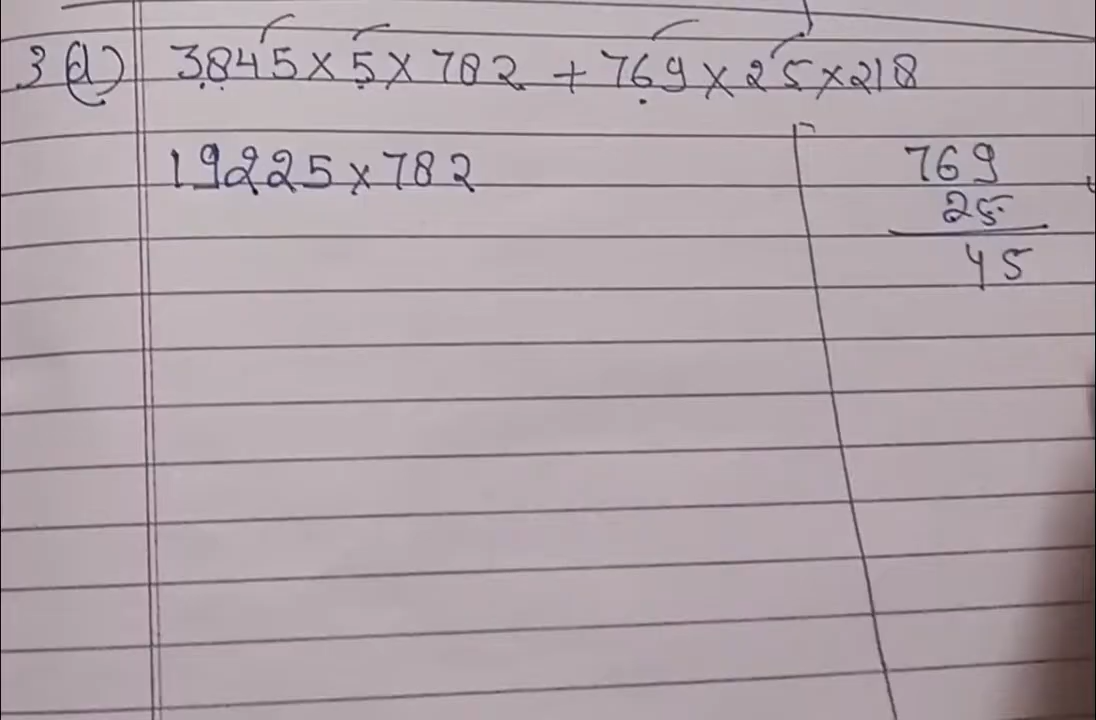 3 (d) 3845 × 5 × 782 + 769 × 25 × 218
19225 × 782
769
25
45